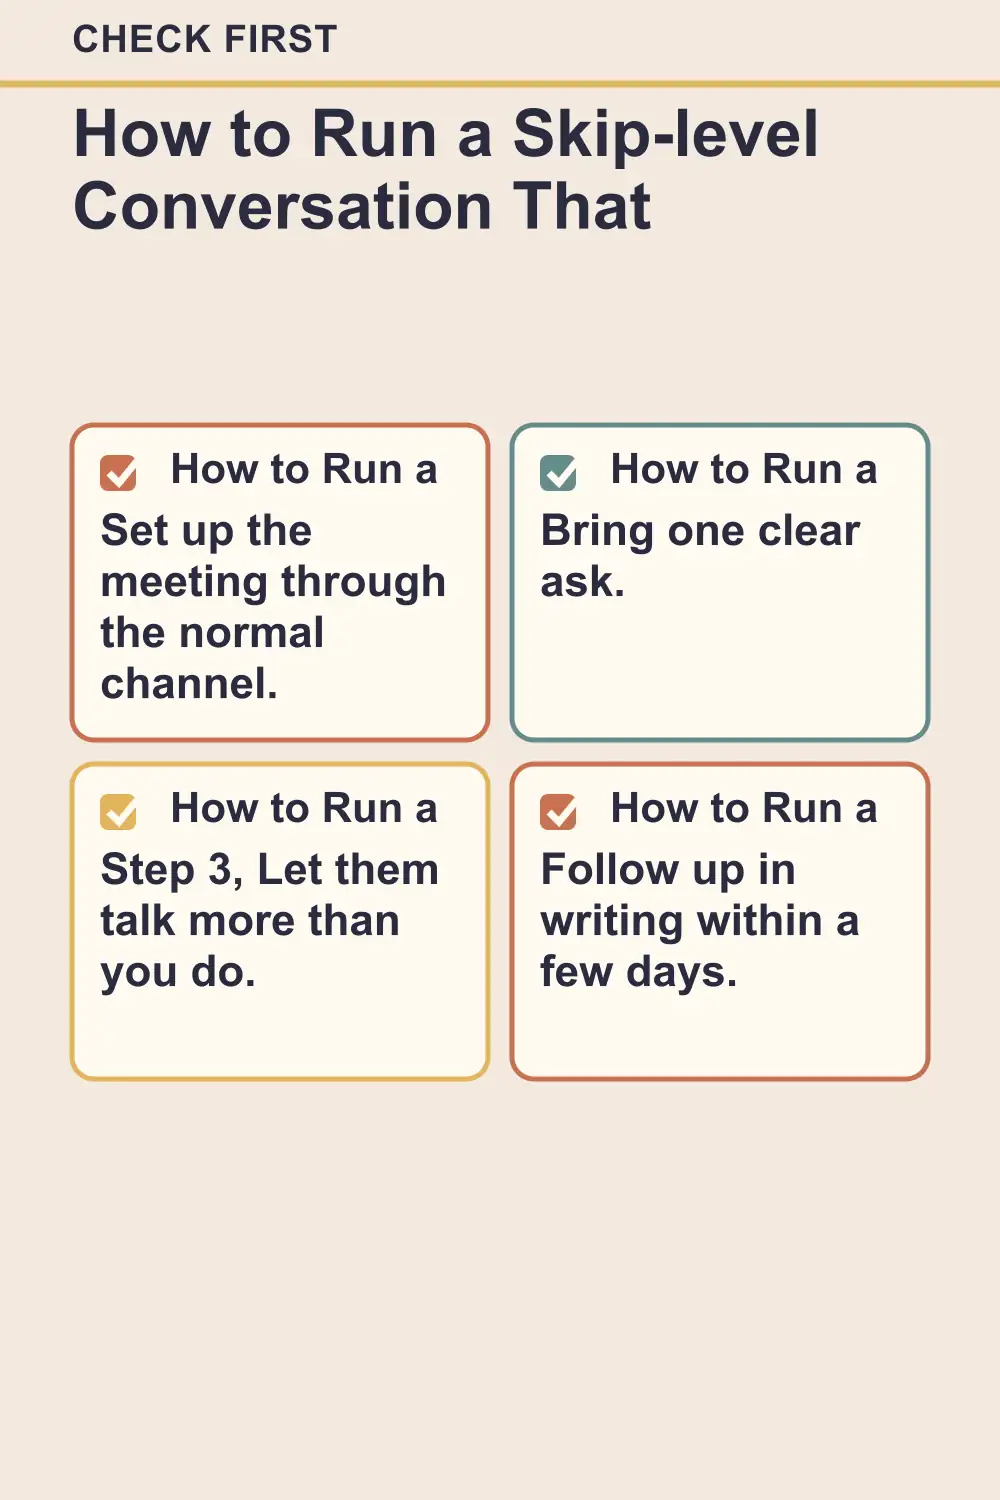 CHECK FIRST
How to Run a Skip-level
Conversation That
How to Run a
Set up the
meeting through
the normal
channel.
How to Run a
Bring one clear
ask.
How to Run a
Step 3, Let them
talk more than
you do.
How to Run a
Follow up in
writing within a
few days.